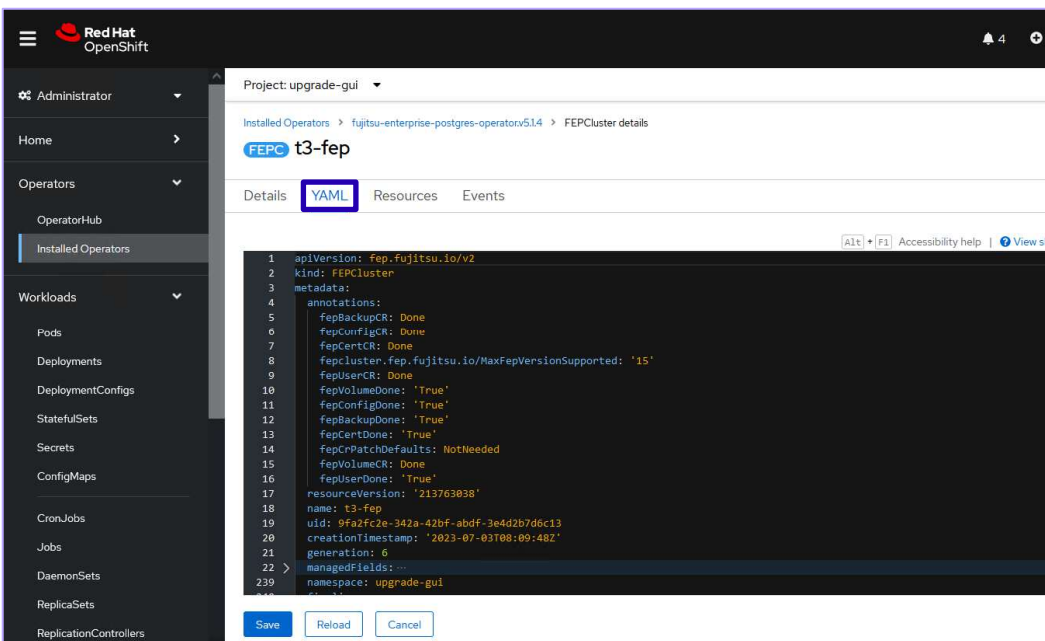 Red Hat
OpenShift
4
Administrator
Home
Operators
OperatorHub
Installed Operators
Workloads
Pods
Deployments
DeploymentConfigs
StatefulSets
Secrets
ConfigMaps
CronJobs
Jobs
DaemonSets
ReplicaSets
ReplicationControllers
Project: upgrade-gui
Installed Operators > fujitsu-enterprise-postgres-operator.v5.1.4 > FEPCluster details
FEPC t3-fep
Details YAML Resources Events
Alt + F1 Accessibility help | View s
1 apiVersion: fep.fujitsu.io/v2
2 kind: FEPCluster
3 metadata:
4 annotations:
5 fepBackupCR: Done
6 fepConfigCR: Done
7 fepCertCR: Done
8 fepcluster.fep.fujitsu.io/MaxFepVersionSupported: '15'
9 fepUserCR: Done
10 fepVolumeDone: 'True'
11 fepConfigDone: 'True'
12 fepBackupDone: 'True'
13 fepCertDone: 'True'
14 fepCrPatchDefaults: NotNeeded
15 fepVolumeCR: Done
16 fepUserDone: 'True'
17 resourceVersion: '213763038'
18 name: t3-fep
19 uid: 9fa2fc2e-342a-42bf-abdf-3e4d2b7d6c13
20 creationTimestamp: '2023-07-03T08:09:48Z'
21 generation: 6
22 > managedFields: ···
239 namespace: upgrade-gui
Save Reload Cancel